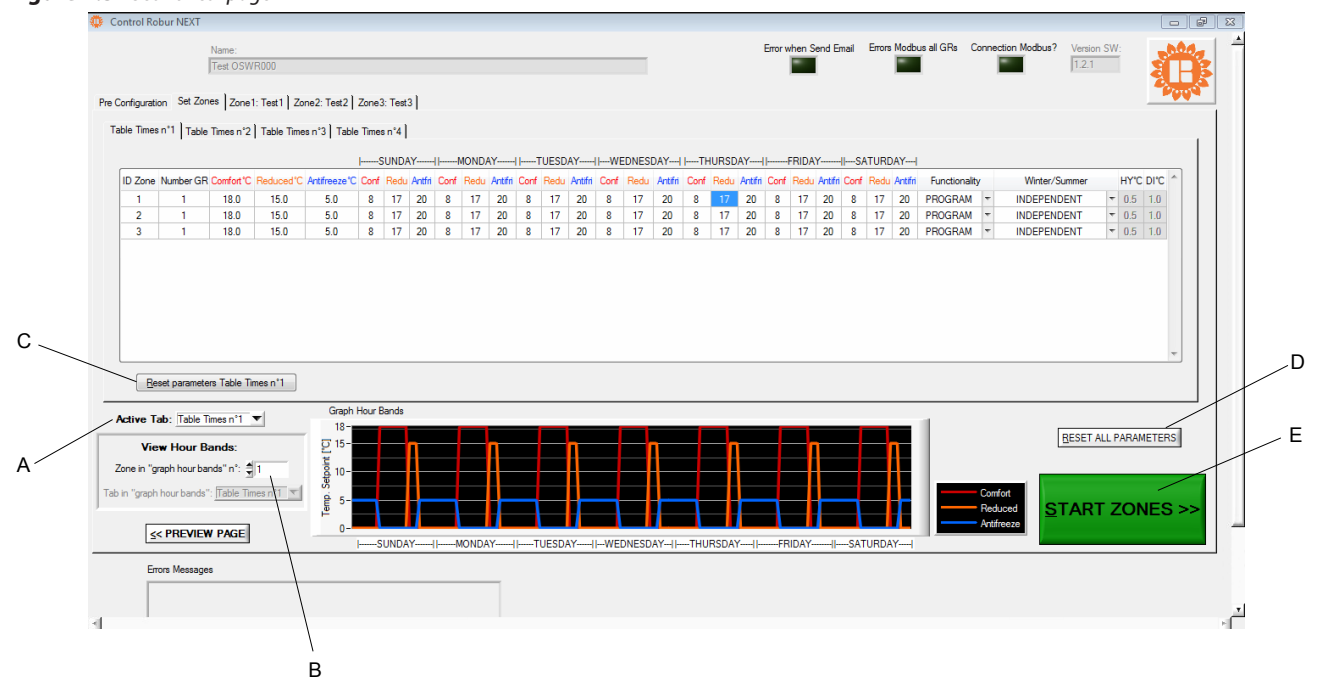 Control Robur NEXT
Name:
Test OSWR000
Error when Send Email Errors Modbus all GRs Connection Modbus? Version SW:
1.2.1
Pre Configuration Set Zones Zone1: Test1 Zone2: Test2 Zone3: Test3
Table Times n°1 Table Times n°2 Table Times n°3 Table Times n°4
|------SUNDAY------||------MONDAY------||-----TUESDAY-----||---WEDNESDAY---||----THURSDAY----||-------FRIDAY-------||---SATURDAY---|
ID Zone Number GR Comfort°C Reduced°C Antifreeze°C Conf Redu Antifri Conf Redu Antifri Conf Redu Antifri Conf Redu Antifri Conf Redu Antifri Conf Redu Antifri Conf Redu Antifri Functionality Winter/Summer HY°C DI°C
1 1 18.0 15.0 5.0 8 17 20 8 17 20 8 17 20 8 17 20 8 17 20 8 17 20 8 17 20 PROGRAM INDEPENDENT 0.5 1.0
2 1 18.0 15.0 5.0 8 17 20 8 17 20 8 17 20 8 17 20 8 17 20 8 17 20 8 17 20 PROGRAM INDEPENDENT 0.5 1.0
3 1 18.0 15.0 5.0 8 17 20 8 17 20 8 17 20 8 17 20 8 17 20 8 17 20 8 17 20 PROGRAM INDEPENDENT 0.5 1.0
C
Reset parameters Table Times n°1
D
Active Tab: Table Times n°1
Graph Hour Bands
RESET ALL PARAMETERS
E
View Hour Bands:
A
Zone in "graph hour bands" n°: 1
Tab in "graph hour bands": Table Times n°1
<< PREVIEW PAGE
Temp. Setpoint [°C]
18
15
10
5
0
|------SUNDAY------||------MONDAY------||-----TUESDAY-----||---WEDNESDAY---||----THURSDAY----||-------FRIDAY-------||----SATURDAY----|
Comfort
Reduced
Antifreeze
START ZONES >>
Errors Messages
B